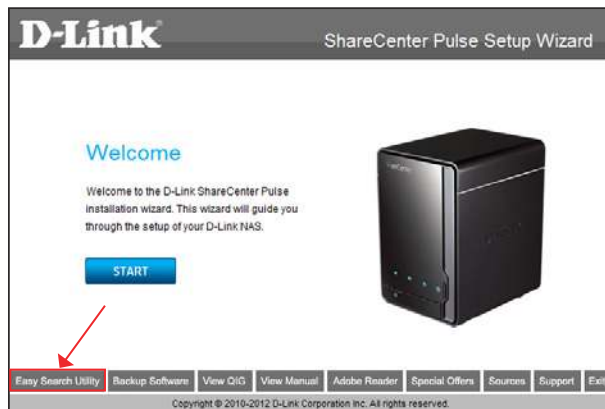 D-Link
ShareCenter Pulse Setup Wizard
Welcome
Welcome to the D-Link ShareCenter Pulse
installation wizard. This wizard will guide you
through the setup of your D-Link NAS.
START
Easy Search Utility Backup Software View QIG View Manual Adobe Reader Special Offers Sources Support Exit
Copyright © 2010-2012 D-Link Corporation Inc. All rights reserved.